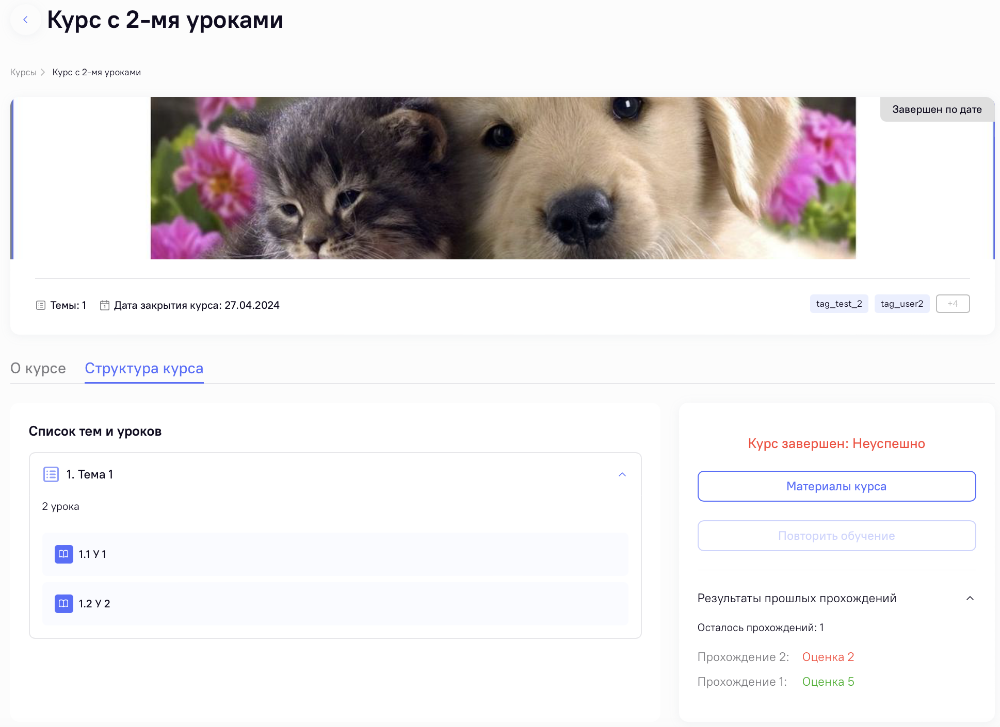 Курс с 2-мя уроками
Курсы
Курс с 2-мя уроками
Завершен по дате
Темы: 1
Дата закрытия курса: 27.04.2024
tag_test_2
tag_user2
+4
О курсе
Структура курса
Список тем и уроков
1. Тема 1
2 урока
1.1 У 1
1.2 У 2
Курс завершен: Неуспешно
Материалы курса
Повторить обучение
Результаты прошлых прохождений
Осталось прохождений: 1
Прохождение 2: Оценка 2
Прохождение 1: Оценка 5